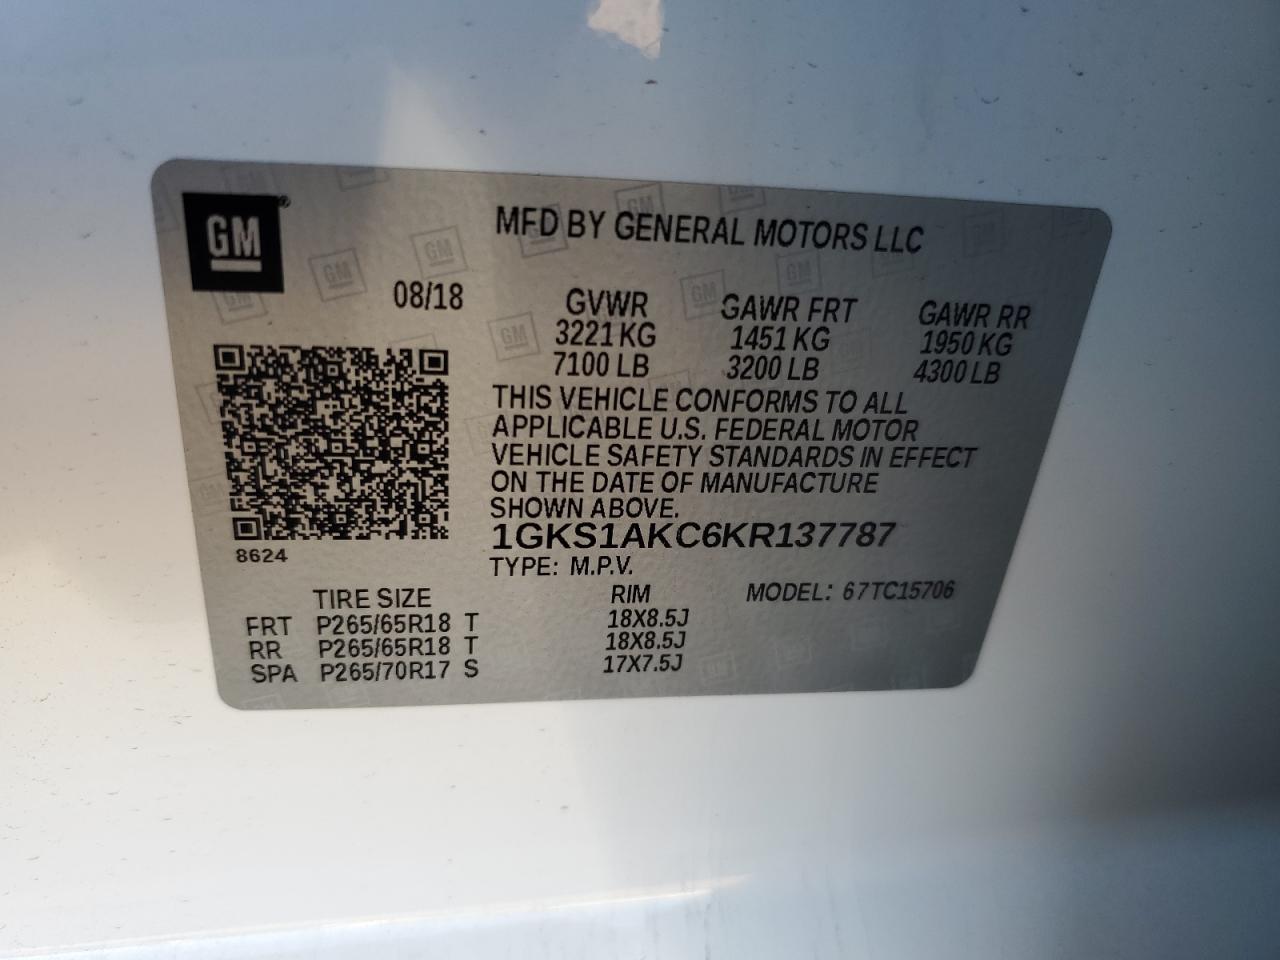 GM
MFD BY GENERAL MOTORS LLC
08/18
GVWR GAWR FRT GAWR RR
3221 KG 1451 KG 1950 KG
7100 LB 3200 LB 4300 LB
THIS VEHICLE CONFORMS TO ALL
APPLICABLE U.S. FEDERAL MOTOR
VEHICLE SAFETY STANDARDS IN EFFECT
ON THE DATE OF MANUFACTURE
SHOWN ABOVE.
1GKS1AKC6KR137787
8624
TYPE: M.P.V.
TIRE SIZE RIM MODEL: 67TC15706
FRT P265/65R18 T 18X8.5J
RR P265/65R18 T 18X8.5J
SPA P265/70R17 S 17X7.5J